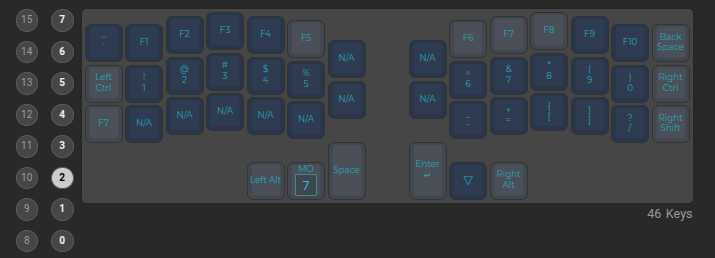 15 7
14 6
13 5
12 4
11 3
10 2
9 1
8 0
~ F1 F2 F3 F4 F5 N/A N/A F6 F7 F8 F9 F10 Back Space
`
Left Ctrl ! 1 @ 2 # 3 $ 4 % 5 N/A N/A ^ 6 & 7 * 8 ( 9 ) 0 Right Ctrl
F7 N/A N/A N/A N/A N/A _ - + = { [ } ] ? / Right Shift
Left Alt MO 7 Space Enter ↵ ▽ Right Alt
46 Keys